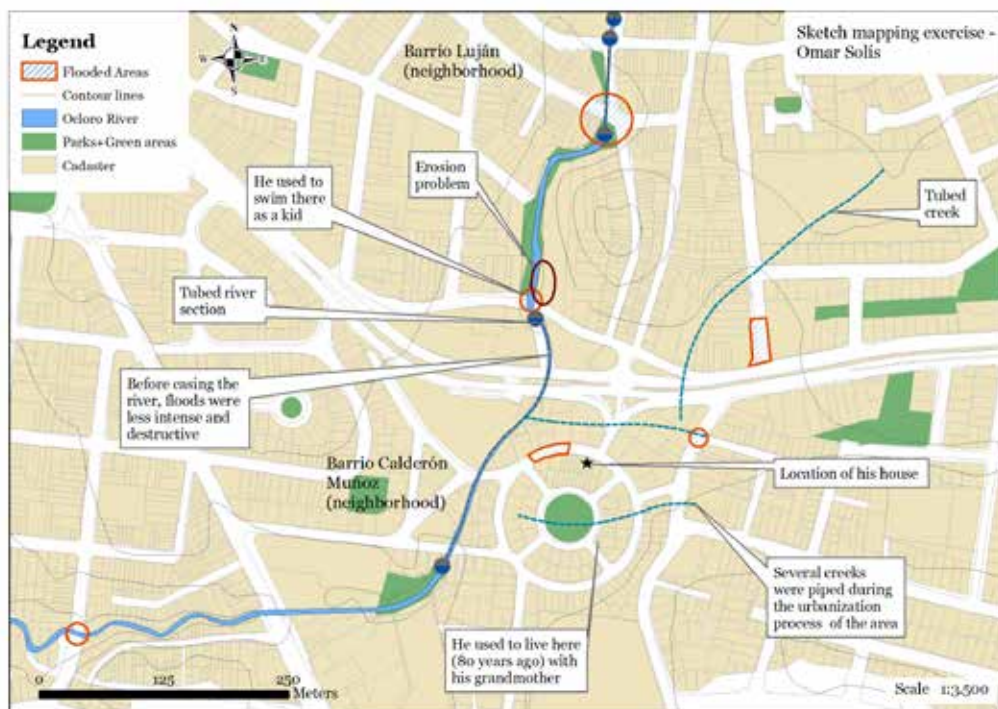 Legend
Flooded Areas
Contour lines
Ocloro River
Parks+Green areas
Cadaster
N
W
E
S
Barrio Luján
(neighborhood)
Sketch mapping exercise -
Omar Solís
Erosion
problem
He used to
swim there
as a kid
Tubed
creek
Tubed river
section
Before casing the
river, floods were
less intense and
destructive
Barrio Calderón
Muñoz
(neighborhood)
Location of his house
Several creeks
were piped during
the urbanization
process of the area
He used to live here
(80 years ago) with
his grandmother
0 125 250
Meters
Scale 1:3,500